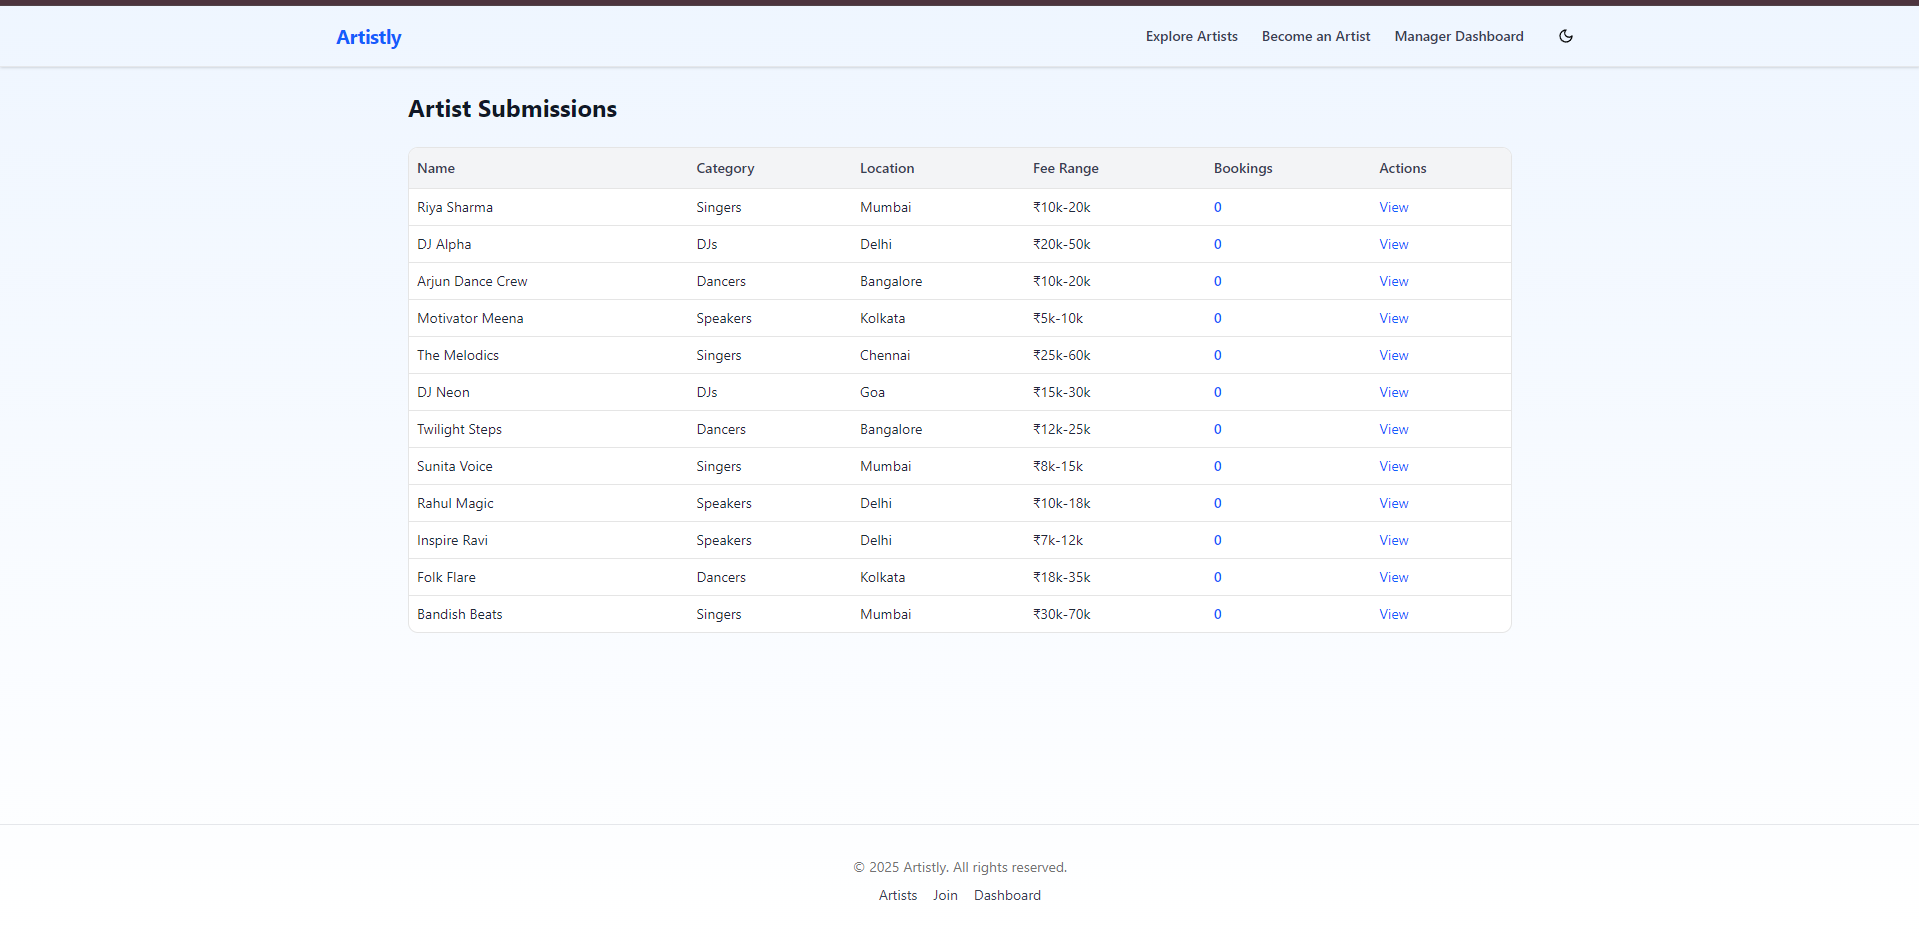 Artistly Explore Artists Become an Artist Manager Dashboard
Artist Submissions
Name Category Location Fee Range Bookings Actions
Riya Sharma Singers Mumbai ₹10k-20k 0 View
DJ Alpha DJs Delhi ₹20k-50k 0 View
Arjun Dance Crew Dancers Bangalore ₹10k-20k 0 View
Motivator Meena Speakers Kolkata ₹5k-10k 0 View
The Melodics Singers Chennai ₹25k-60k 0 View
DJ Neon DJs Goa ₹15k-30k 0 View
Twilight Steps Dancers Bangalore ₹12k-25k 0 View
Sunita Voice Singers Mumbai ₹8k-15k 0 View
Rahul Magic Speakers Delhi ₹10k-18k 0 View
Inspire Ravi Speakers Delhi ₹7k-12k 0 View
Folk Flare Dancers Kolkata ₹18k-35k 0 View
Bandish Beats Singers Mumbai ₹30k-70k 0 View
© 2025 Artistly. All rights reserved.
Artists Join Dashboard